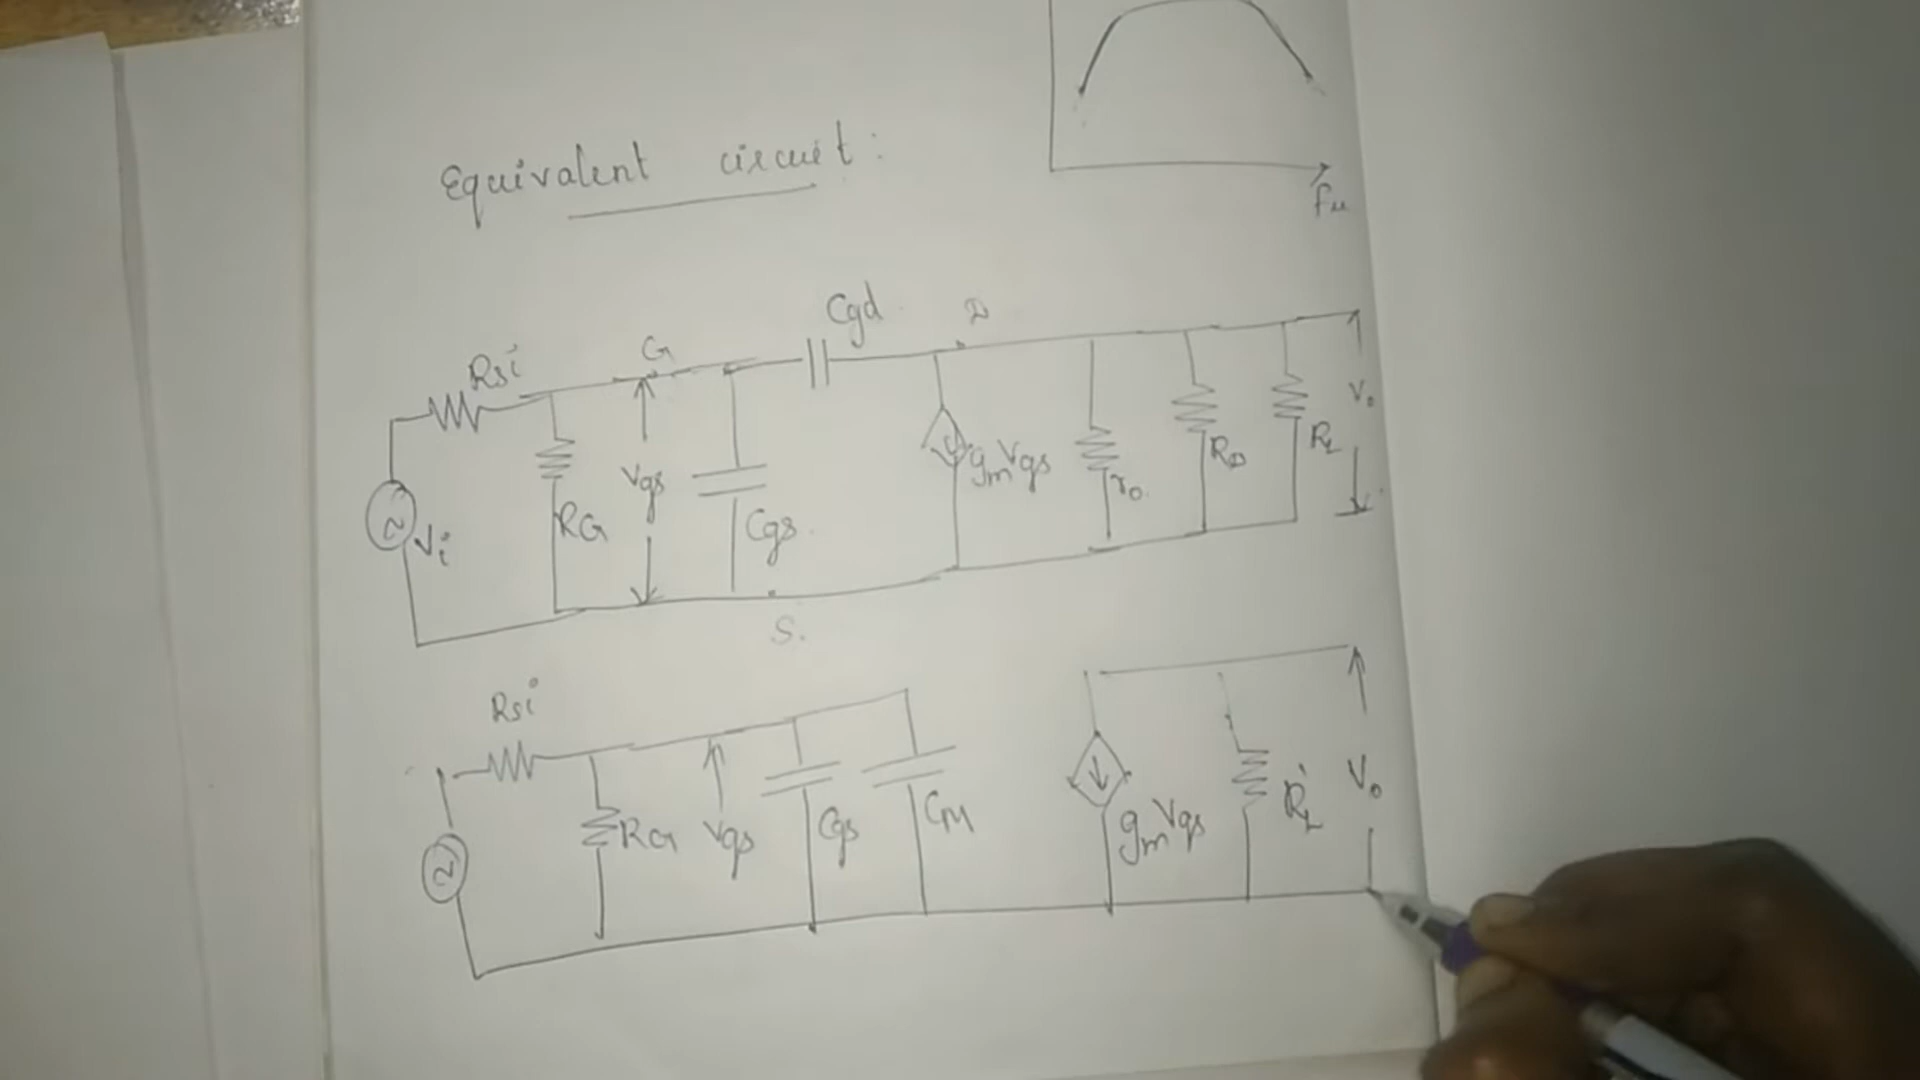 fu
Equivalent circuit:
Cgd
D
G
Rsi
Vo
RL
RD
gmVgs
ro
Vgs
RG
Cgs
Vi
S.
Rsi
Vo
RL'
CM
gmVgs
RG
Vgs
Cgs